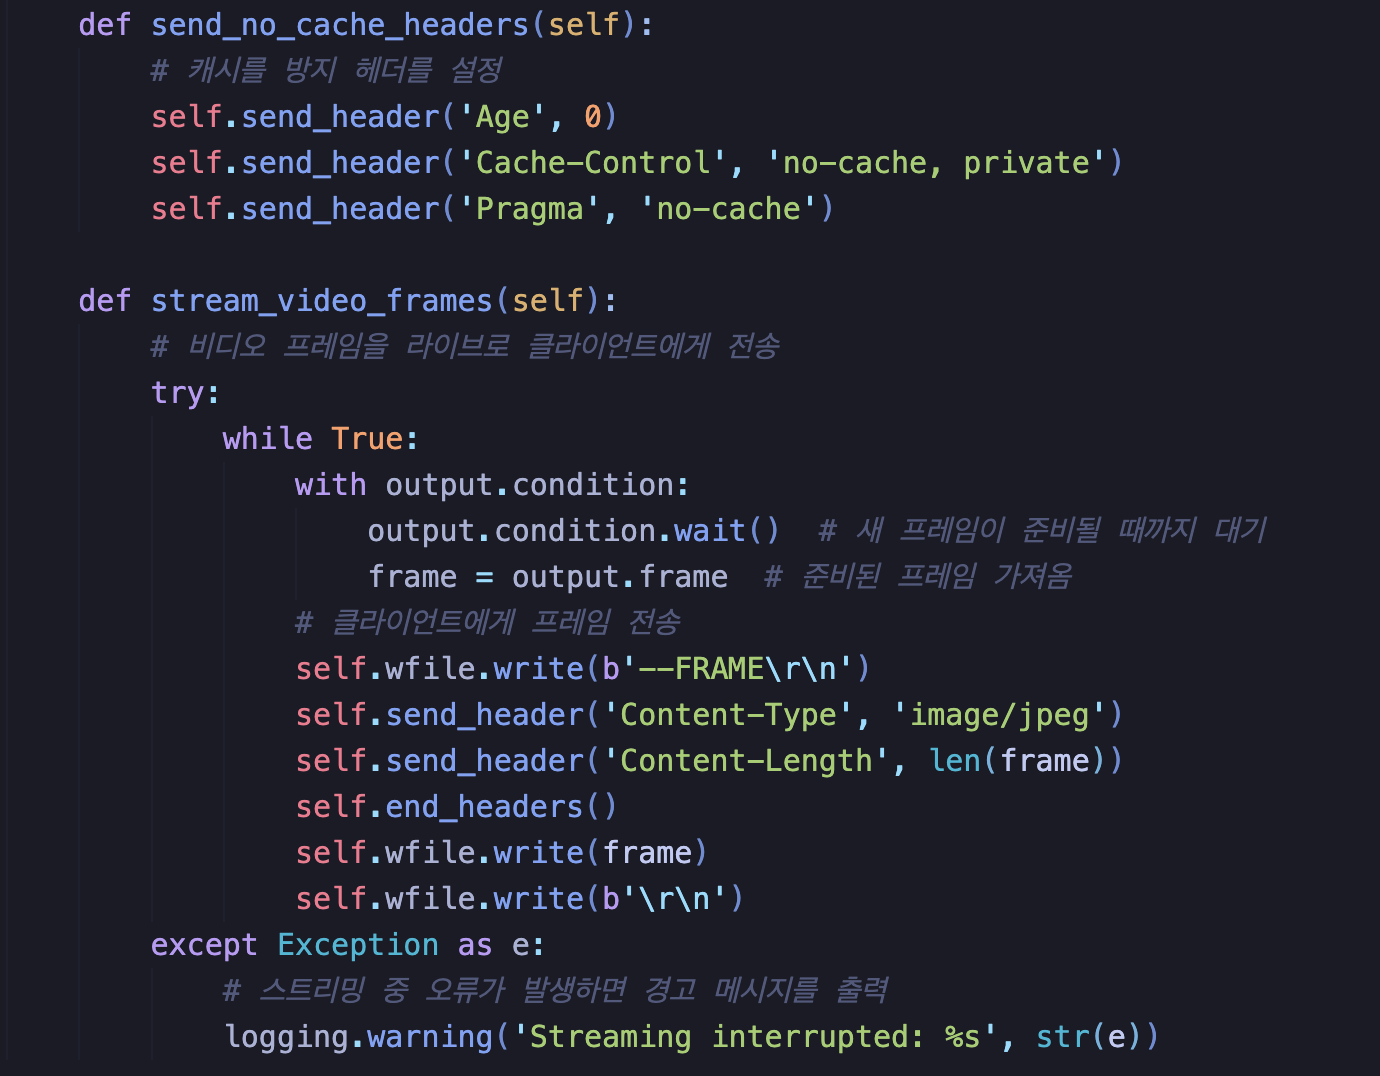 def send_no_cache_headers(self):
    # 캐시를 방지 헤더를 설정
    self.send_header('Age', 0)
    self.send_header('Cache-Control', 'no-cache, private')
    self.send_header('Pragma', 'no-cache')

def stream_video_frames(self):
    # 비디오 프레임을 라이브로 클라이언트에게 전송
    try:
        while True:
            with output.condition:
                output.condition.wait()  # 새 프레임이 준비될 때까지 대기
                frame = output.frame  # 준비된 프레임 가져옴
            # 클라이언트에게 프레임 전송
            self.wfile.write(b'--FRAME\r\n')
            self.send_header('Content-Type', 'image/jpeg')
            self.send_header('Content-Length', len(frame))
            self.end_headers()
            self.wfile.write(frame)
            self.wfile.write(b'\r\n')
    except Exception as e:
        # 스트리밍 중 오류가 발생하면 경고 메시지를 출력
        logging.warning('Streaming interrupted: %s', str(e))